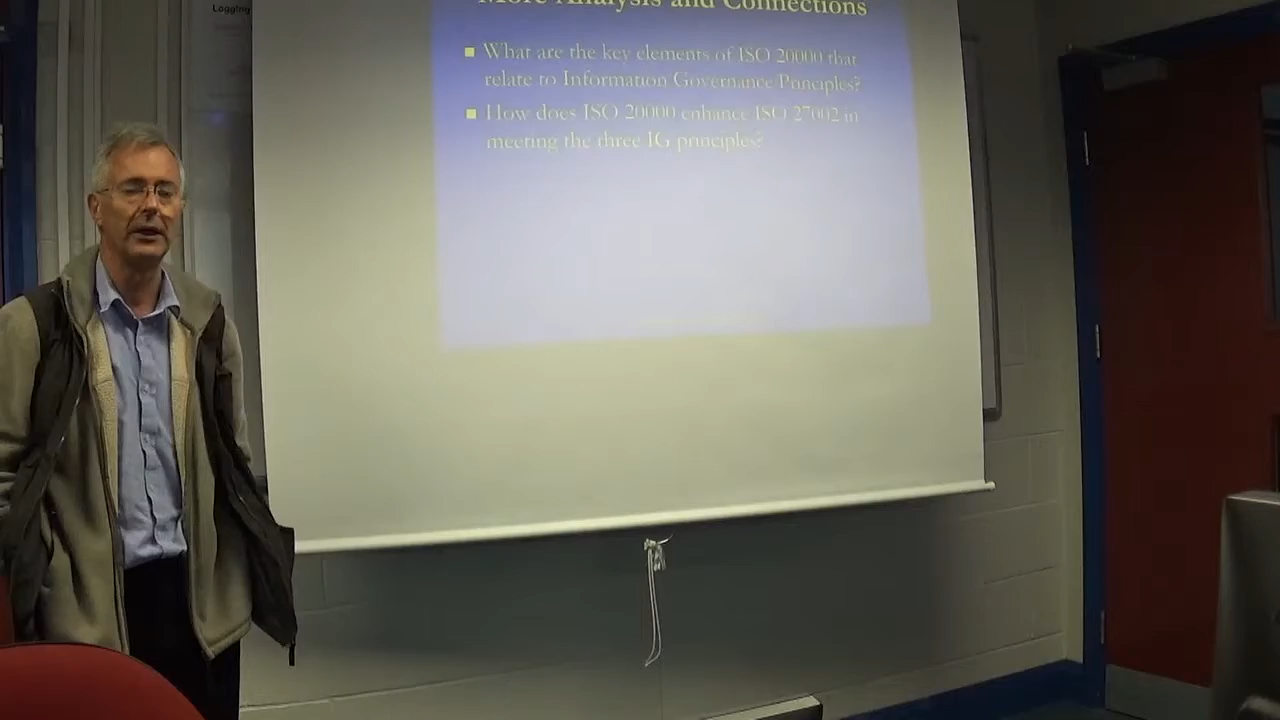 Logging
More Analysis and Connections
What are the key elements of ISO 20000 that
relate to Information Governance Principles?
How does ISO 20000 enhance ISO 27002 in
meeting the three IG principles?